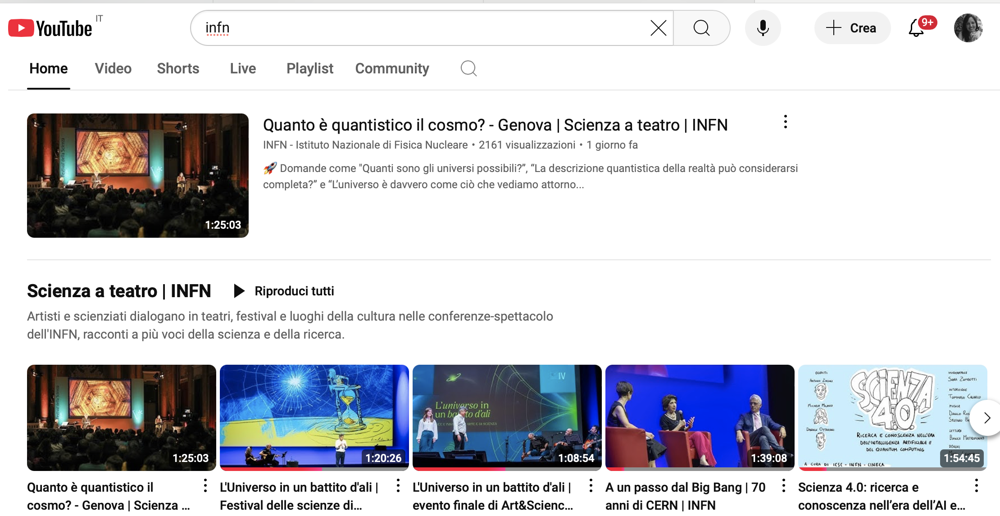 YouTube IT
infn
Crea
9+
Home Video Shorts Live Playlist Community
Festival della Scienza
1:25:03
Quanto è quantistico il cosmo? - Genova | Scienza a teatro | INFN
INFN - Istituto Nazionale di Fisica Nucleare • 2161 visualizzazioni • 1 giorno fa
🚀 Domande come "Quanti sono gli universi possibili?”, “La descrizione quantistica della realtà può considerarsi
completa?” e “L’universo è davvero come ciò che vediamo attorno...
Scienza a teatro | INFN
Riproduci tutti
Artisti e scienziati dialogano in teatri, festival e luoghi della cultura nelle conferenze-spettacolo
dell'INFN, racconti a più voci della scienza e della ricerca.
Festival della Scienza
1:25:03
Quanto è quantistico il
cosmo? - Genova | Scienza ...
1:20:26
L'Universo in un battito d'ali |
Festival delle scienze di...
L'universo in
un battito d'ali
1:08:54
L'Universo in un battito d'ali |
evento finale di Art&Scienc...
1:39:08
A un passo dal Big Bang | 70
anni di CERN | INFN
OSPITI
ANTONIO ZOCCOLI
MICHELA MILANO
DANIELE OTTAVIANI
SCIENZA
4.0:
RICERCA E CONOSCENZA NELL'ERA
DELL'INTELLIGENZA ARTIFICIALE E
DEL QUANTUM COMPUTING
A CURA DI ICSC - INFN - CINECA
MODERATRICE
SARA ZAMBOTTI
INTERVIENE
TOMMASO CALARCO
MUSICA
STEFANO
LETTURA
BIANCA MASTROMONACO
DISEGNI
1:54:45
Scienza 4.0: ricerca e
conoscenza nell’era dell’AI e...